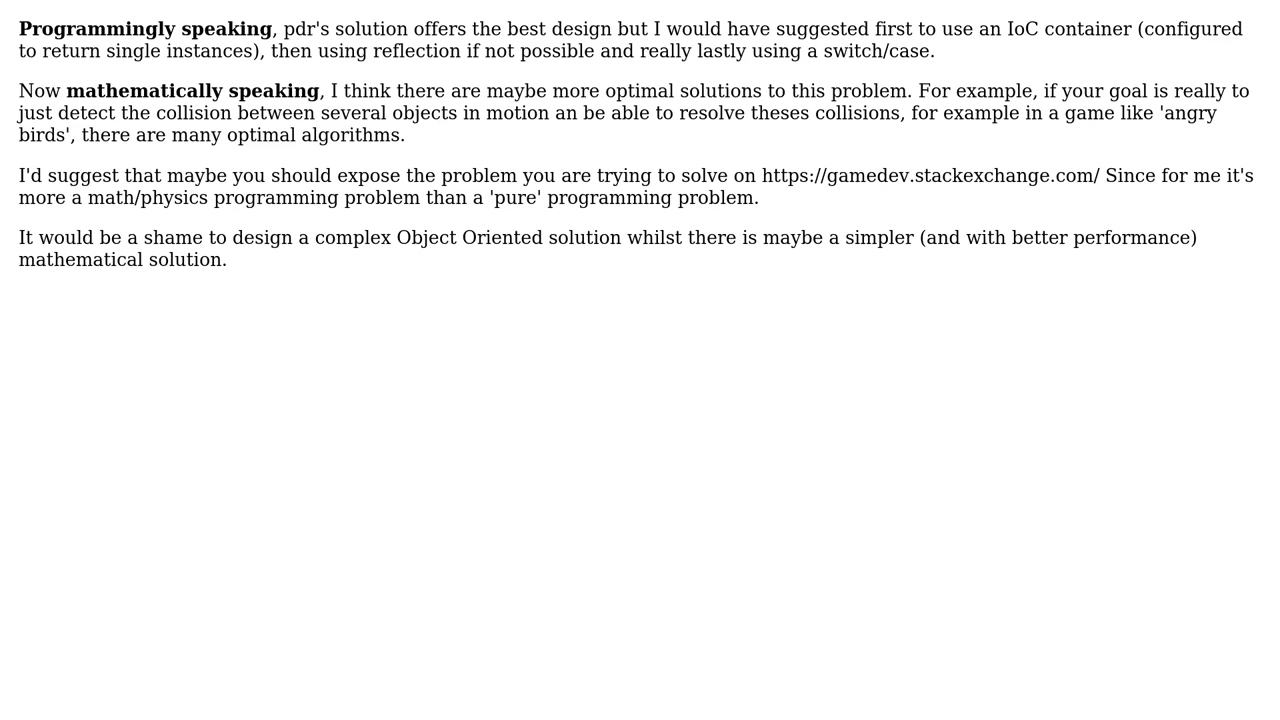 Programmingly speaking, pdr's solution offers the best design but I would have suggested first to use an IoC container (configured
to return single instances), then using reflection if not possible and really lastly using a switch/case.
Now mathematically speaking, I think there are maybe more optimal solutions to this problem. For example, if your goal is really to
just detect the collision between several objects in motion an be able to resolve theses collisions, for example in a game like 'angry
birds', there are many optimal algorithms.
I'd suggest that maybe you should expose the problem you are trying to solve on https://gamedev.stackexchange.com/ Since for me it's
more a math/physics programming problem than a 'pure' programming problem.
It would be a shame to design a complex Object Oriented solution whilst there is maybe a simpler (and with better performance)
mathematical solution.